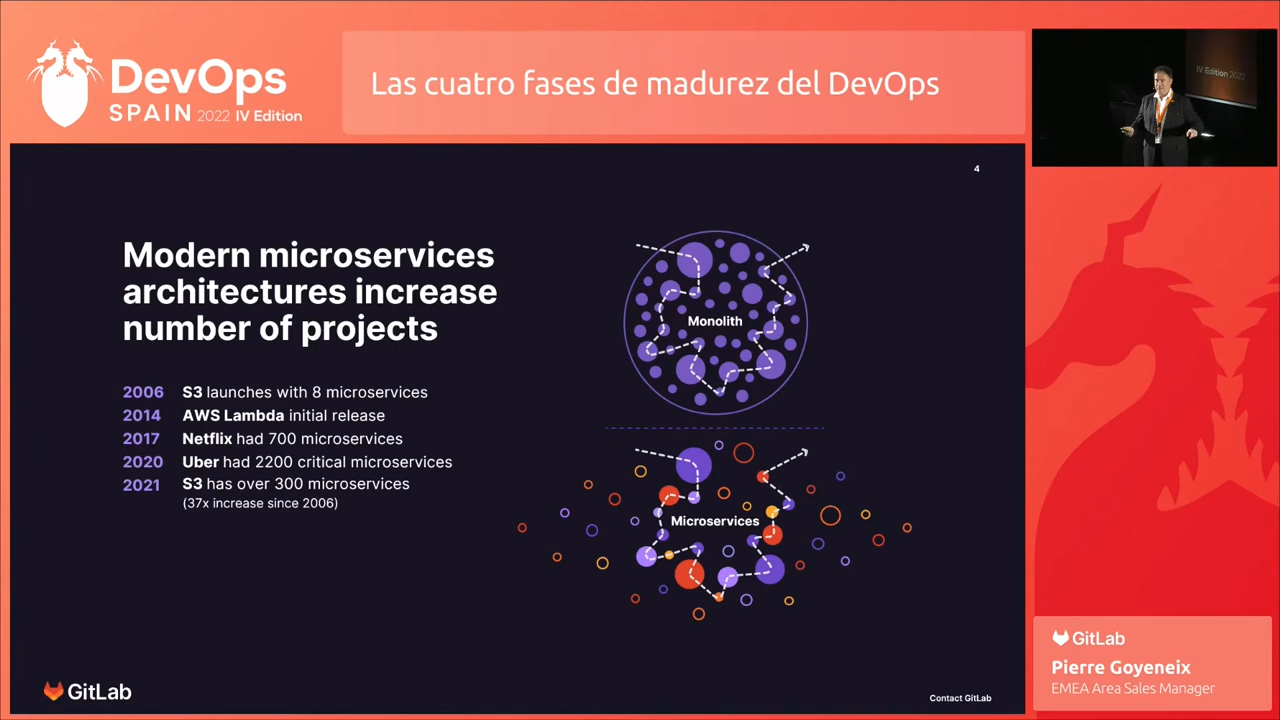 DevOps
SPAIN 2022 IV Edition
Las cuatro fases de madurez del DevOps
IV Edition 2022
4
Modern microservices
architectures increase
number of projects
2006 S3 launches with 8 microservices
2014 AWS Lambda initial release
2017 Netflix had 700 microservices
2020 Uber had 2200 critical microservices
2021 S3 has over 300 microservices
(37x increase since 2006)
Monolith
Microservices
GitLab
Contact GitLab
GitLab
Pierre Goyeneix
EMEA Area Sales Manager